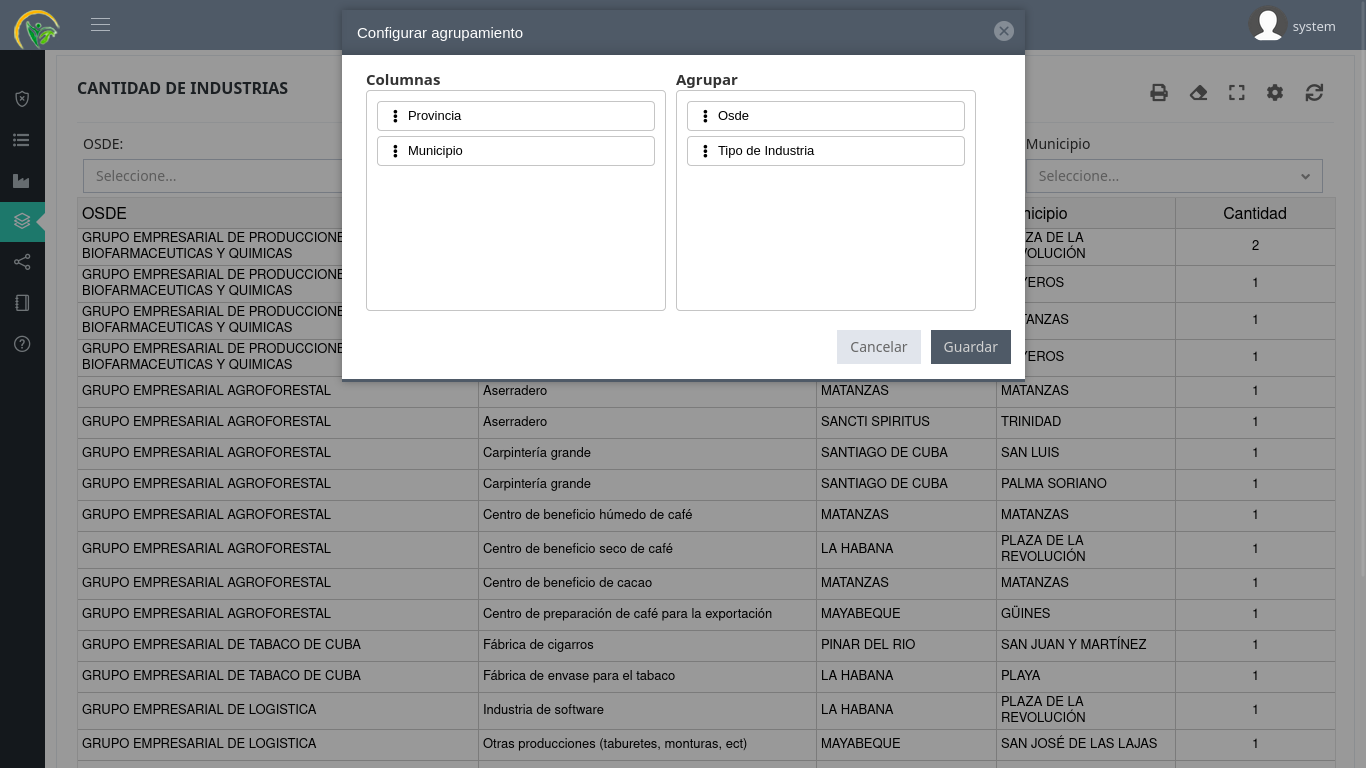 Configurar agrupamiento
system
Columnas
Agrupar
Provincia
Municipio
Osde
Tipo de Industria
Cancelar
Guardar
CANTIDAD DE INDUSTRIAS
OSDE:
Municipio
Seleccione...
Seleccione...
OSDE nicipio Cantidad
GRUPO EMPRESARIAL DE PRODUCCIONE
BIOFARMACEUTICAS Y QUIMICAS
ZA DE LA
VOLUCIÓN
2
GRUPO EMPRESARIAL DE PRODUCCIONE
BIOFARMACEUTICAS Y QUIMICAS
YEROS
1
GRUPO EMPRESARIAL DE PRODUCCIONE
BIOFARMACEUTICAS Y QUIMICAS
TANZAS
1
GRUPO EMPRESARIAL DE PRODUCCIONE
BIOFARMACEUTICAS Y QUIMICAS
YEROS
1
GRUPO EMPRESARIAL AGROFORESTAL Aserradero MATANZAS MATANZAS 1
GRUPO EMPRESARIAL AGROFORESTAL Aserradero SANCTI SPIRITUS TRINIDAD 1
GRUPO EMPRESARIAL AGROFORESTAL Carpintería grande SANTIAGO DE CUBA SAN LUIS 1
GRUPO EMPRESARIAL AGROFORESTAL Carpintería grande SANTIAGO DE CUBA PALMA SORIANO 1
GRUPO EMPRESARIAL AGROFORESTAL Centro de beneficio húmedo de café MATANZAS MATANZAS 1
GRUPO EMPRESARIAL AGROFORESTAL Centro de beneficio seco de café LA HABANA PLAZA DE LA
REVOLUCIÓN
1
GRUPO EMPRESARIAL AGROFORESTAL Centro de beneficio de cacao MATANZAS MATANZAS 1
GRUPO EMPRESARIAL AGROFORESTAL Centro de preparación de café para la exportación MAYABEQUE GÜINES 1
GRUPO EMPRESARIAL DE TABACO DE CUBA Fábrica de cigarros PINAR DEL RIO SAN JUAN Y MARTÍNEZ 1
GRUPO EMPRESARIAL DE TABACO DE CUBA Fábrica de envase para el tabaco LA HABANA PLAYA 1
GRUPO EMPRESARIAL DE LOGISTICA Industria de software LA HABANA PLAZA DE LA
REVOLUCIÓN
1
GRUPO EMPRESARIAL DE LOGISTICA Otras producciones (taburetes, monturas, ect) MAYABEQUE SAN JOSÉ DE LAS LAJAS 1